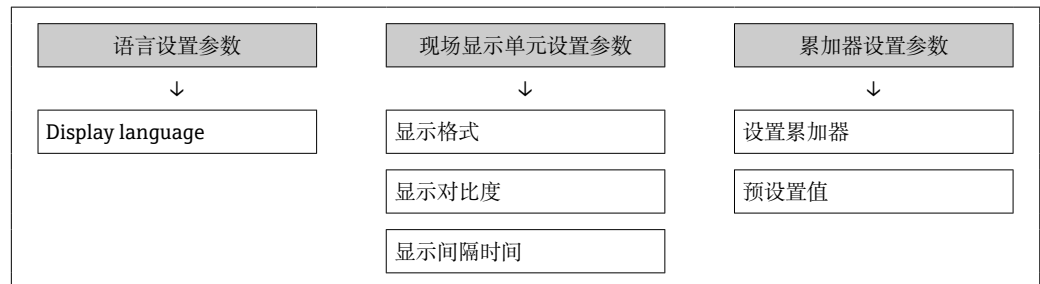 语言设置参数
现场显示单元设置参数
累加器设置参数
Display language
显示格式
设置累加器
显示对比度
预设置值
显示间隔时间